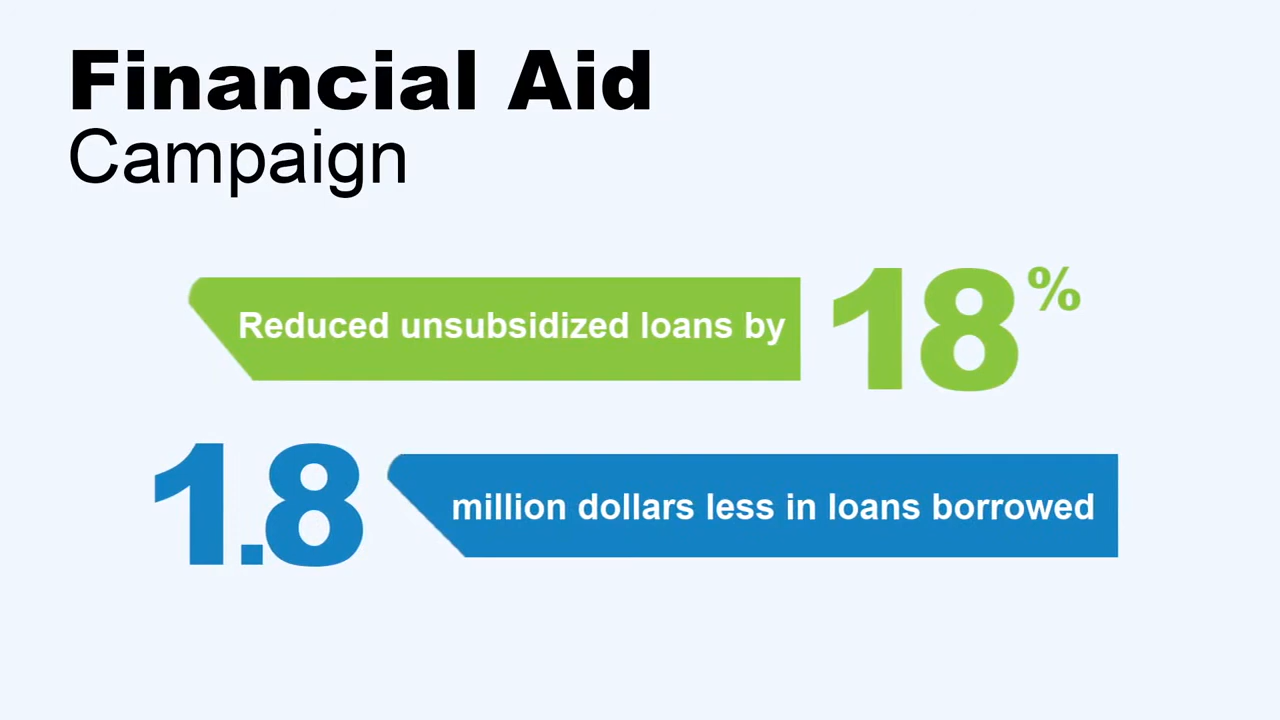 Financial Aid
Campaign
Reduced unsubsidized loans by 18%
1.8 million dollars less in loans borrowed